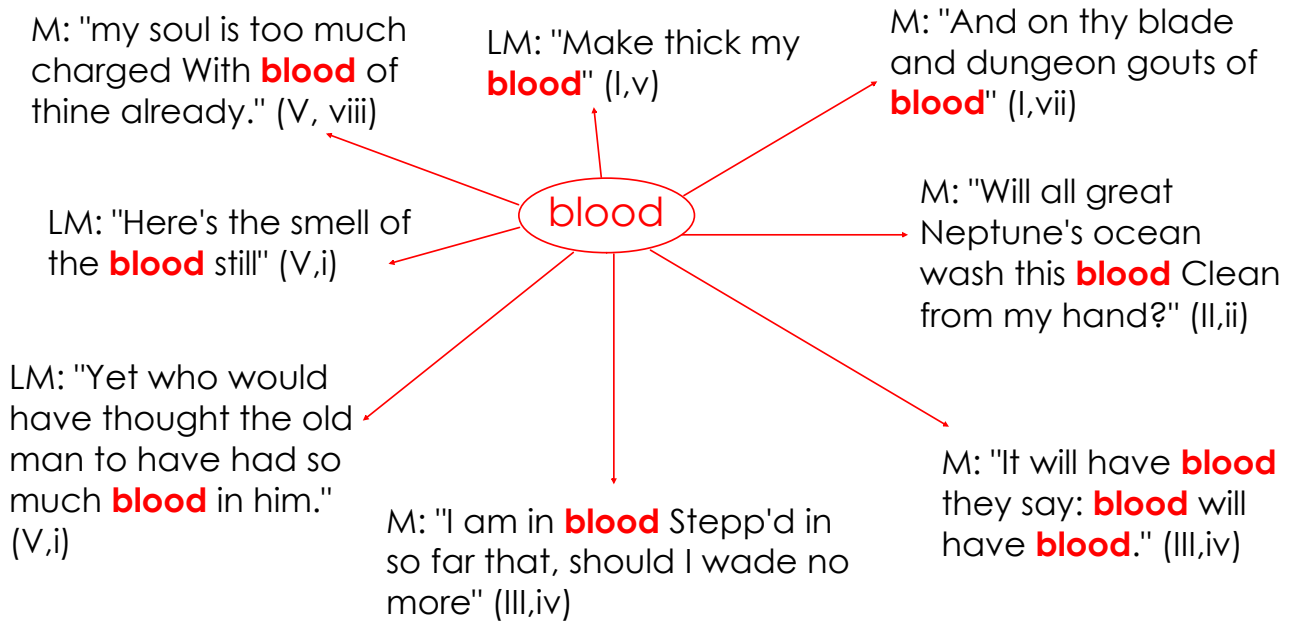 M: "my soul is too much
charged With blood of
thine already." (V, viii)
LM: "Make thick my
blood" (I,v)
M: "And on thy blade
and dungeon gouts of
blood" (I,vii)
blood
M: "Will all great
Neptune's ocean
wash this blood Clean
from my hand?" (II,ii)
LM: "Here's the smell of
the blood still" (V,i)
LM: "Yet who would
have thought the old
man to have had so
much blood in him."
(V,i)
M: "I am in blood Stepp'd in
so far that, should I wade no
more" (III,iv)
M: "It will have blood
they say: blood will
have blood." (III,iv)